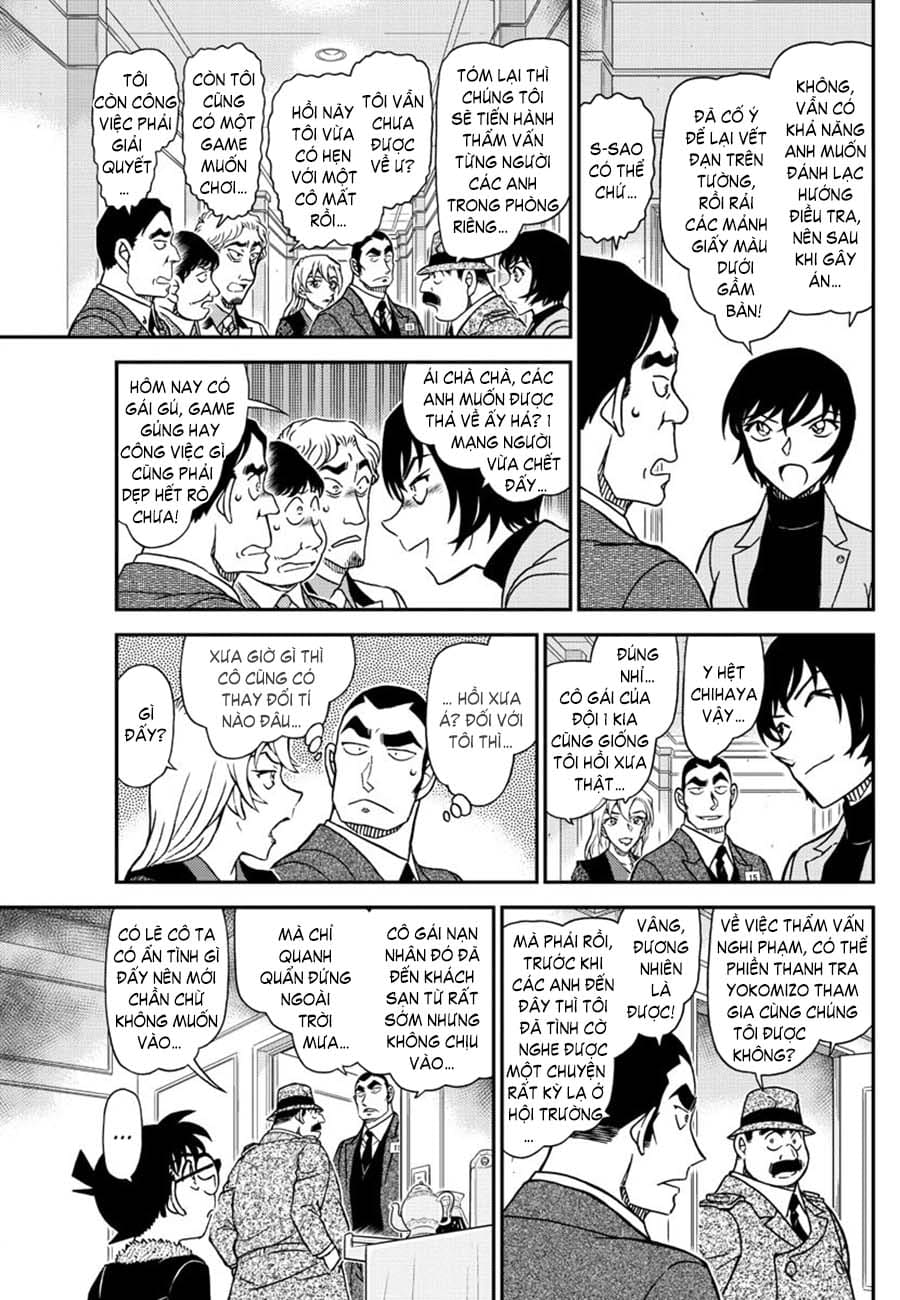 KHÔNG,
VẪN CÓ
KHẢ NĂNG
ANH MUỐN
ĐÁNH LẠC
HƯỚNG
ĐIỀU TRA,
NÊN SAU
KHI GÂY
ÁN...
ĐÃ CỐ Ý
ĐỂ LẠI VẾT
ĐẠN TRÊN
TƯỜNG,
RỒI RẢI
CÁC MẢNH
GIẤY MÀU
DƯỚI
GẦM
BÀN!
S-SAO
CÓ THỂ
CHỨ...
TÓM LẠI THÌ
CHÚNG TÔI
SẼ TIẾN HÀNH
THẨM VẤN
TỪNG NGƯỜI
CÁC ANH
TRONG PHÒNG
RIÊNG...
TÔI VẪN
CHƯA
ĐƯỢC
VỀ Ư?
HỒI NÃY
TÔI VỪA
CÓ HẸN
VỚI MỘT
CÔ MẤT
RỒI...
CÒN TÔI
CŨNG
CÓ MỘT
GAME
MUỐN
CHƠI...
TÔI
CÒN CÔNG
VIỆC PHẢI
GIẢI
QUYẾT
...
ÁI CHÀ CHÀ, CÁC
ANH MUỐN ĐƯỢC
THẢ VỀ ẤY HẢ? 1
MẠNG NGƯỜI
VỪA CHẾT
ĐẤY...
HÔM NAY CÓ
GÁI GÚ, GAME
GÚNG HAY
CÔNG VIỆC GÌ
CŨNG PHẢI
DẸP HẾT RÕ
CHƯA!
Y HỆT
CHIHAYA
VẬY...
ĐÚNG
NHỈ...
CÔ GÁI CỦA
ĐỘI 1 KIA
CŨNG GIỐNG
TÔI HỒI XƯA
THẬT...
... HỒI XƯA
Á? ĐỐI VỚI
TÔI THÌ...
XƯA GIỜ GÌ THÌ
CÔ CŨNG CÓ
THAY ĐỔI TÍ
NÀO ĐÂU...
GÌ
ĐẤY?
15
VỀ VIỆC THẨM VẤN
NGHI PHẠM, CÓ THỂ
PHIỀN THANH TRA
YOKOMIZO THAM
GIA CÙNG CHÚNG
TÔI ĐƯỢC
KHÔNG?
VÂNG,
ĐƯƠNG
NHIÊN
LÀ
ĐƯỢC!
MÀ PHẢI RỒI,
TRƯỚC KHI
CÁC ANH ĐẾN
ĐÂY THÌ TÔI
ĐÃ TÌNH CỜ
NGHE ĐƯỢC
MỘT CHUYỆN
RẤT KỲ LẠ Ở
HỘI TRƯỜNG
...
CÔ GÁI NẠN
NHÂN ĐÓ ĐÃ
ĐẾN KHÁCH
SẠN TỪ RẤT
SỚM NHƯNG
KHÔNG CHỊU
VÀO...
MÀ CHỈ
QUANH
QUẨN ĐỨNG
NGOÀI
TRỜI
MƯA...
CÓ LẼ CÔ TA
CÓ ẨN TÌNH GÌ
ĐẤY NÊN MỚI
CHẦN CHỪ
KHÔNG MUỐN
VÀO...
...